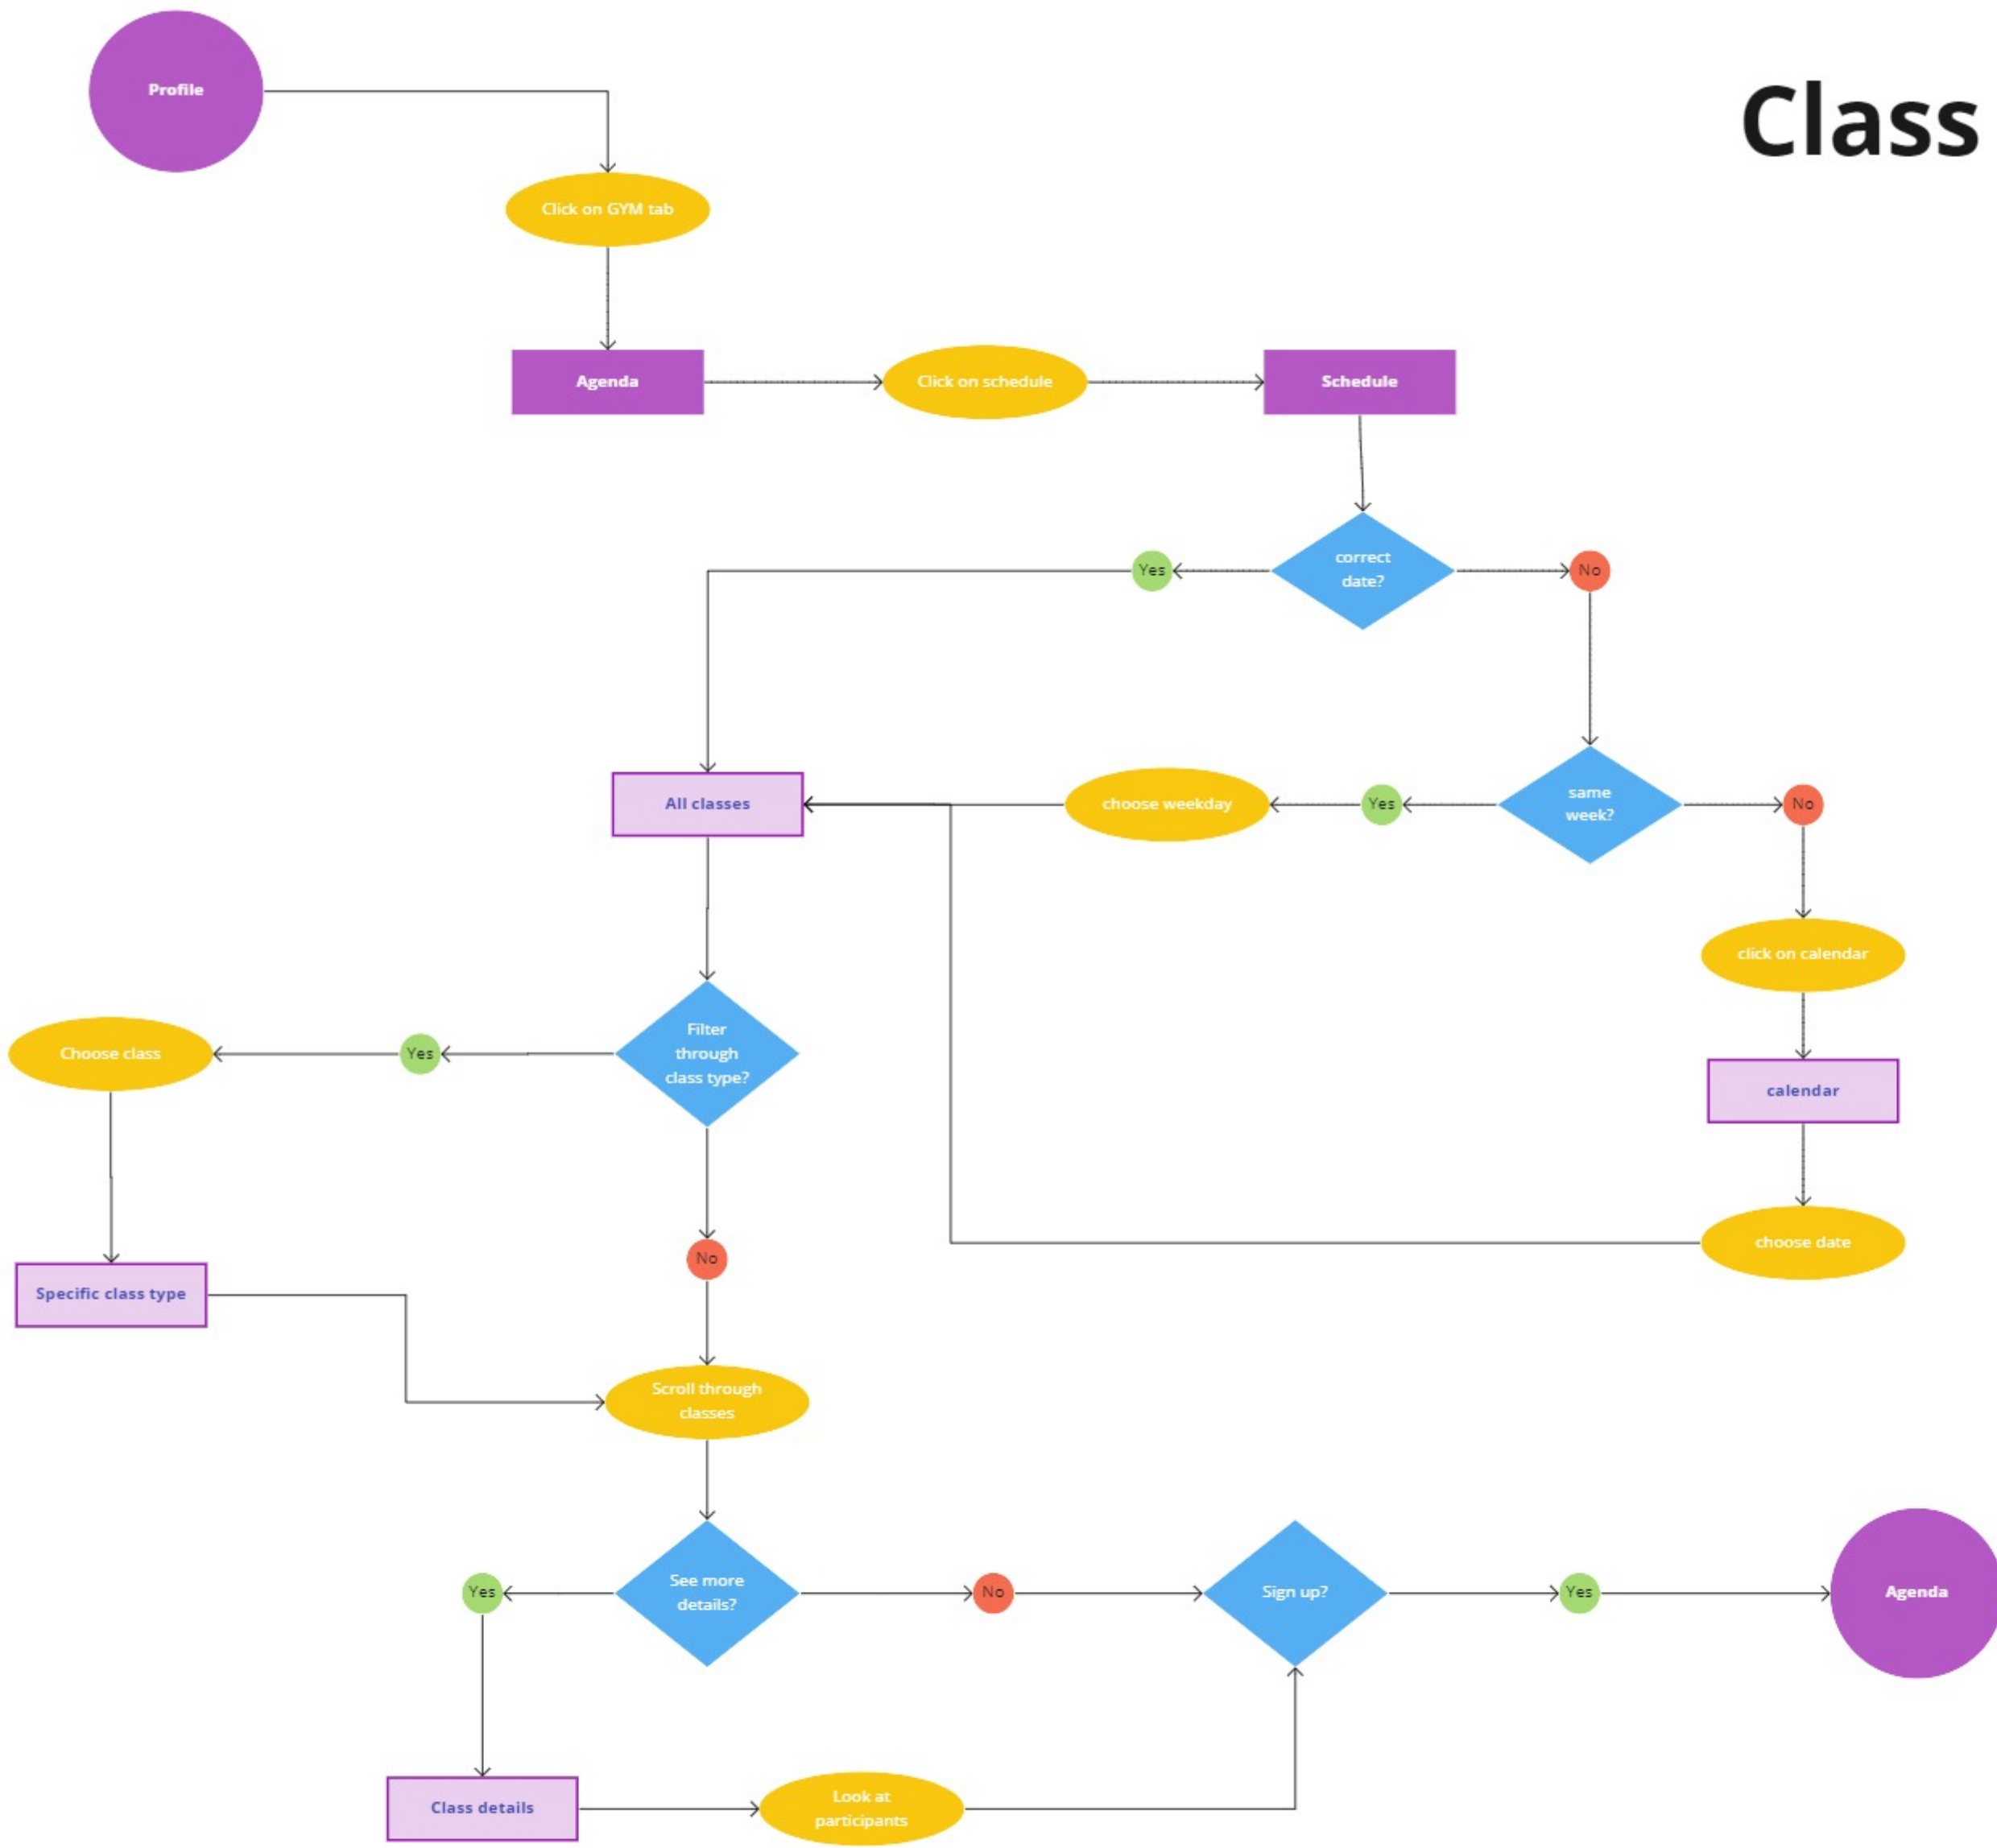 Profile
Class
Click on GYM tab
Agenda
Click on schedule
Schedule
correct
date?
Yes
No
All classes
choose weekday
Yes
same
week?
No
click on calendar
Filter
through
class type?
Yes
Choose class
calendar
choose date
No
Specific class type
Scroll through
classes
See more
details?
Yes
No
Sign up?
Yes
Agenda
Class details
Look at
participants